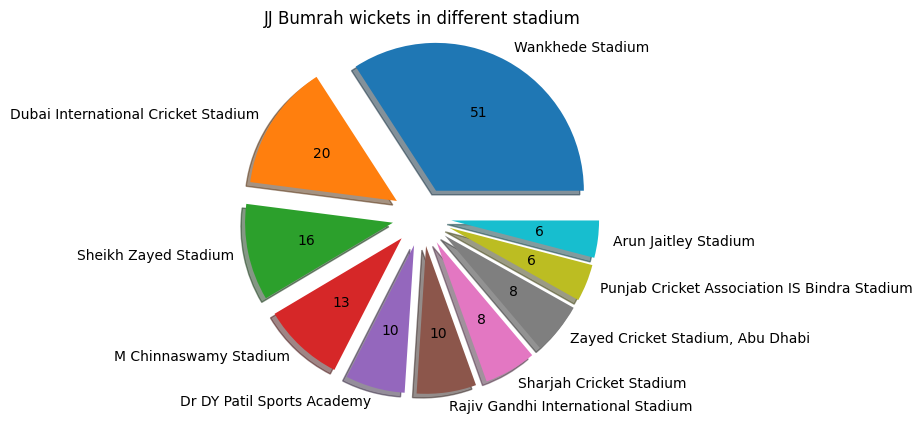 JJ Bumrah wickets in different stadium
Wankhede Stadium
51
Dubai International Cricket Stadium
20
Sheikh Zayed Stadium
16
M Chinnaswamy Stadium
13
Dr DY Patil Sports Academy
10
Rajiv Gandhi International Stadium
10
Sharjah Cricket Stadium
8
Zayed Cricket Stadium, Abu Dhabi
8
Punjab Cricket Association IS Bindra Stadium
6
Arun Jaitley Stadium
6